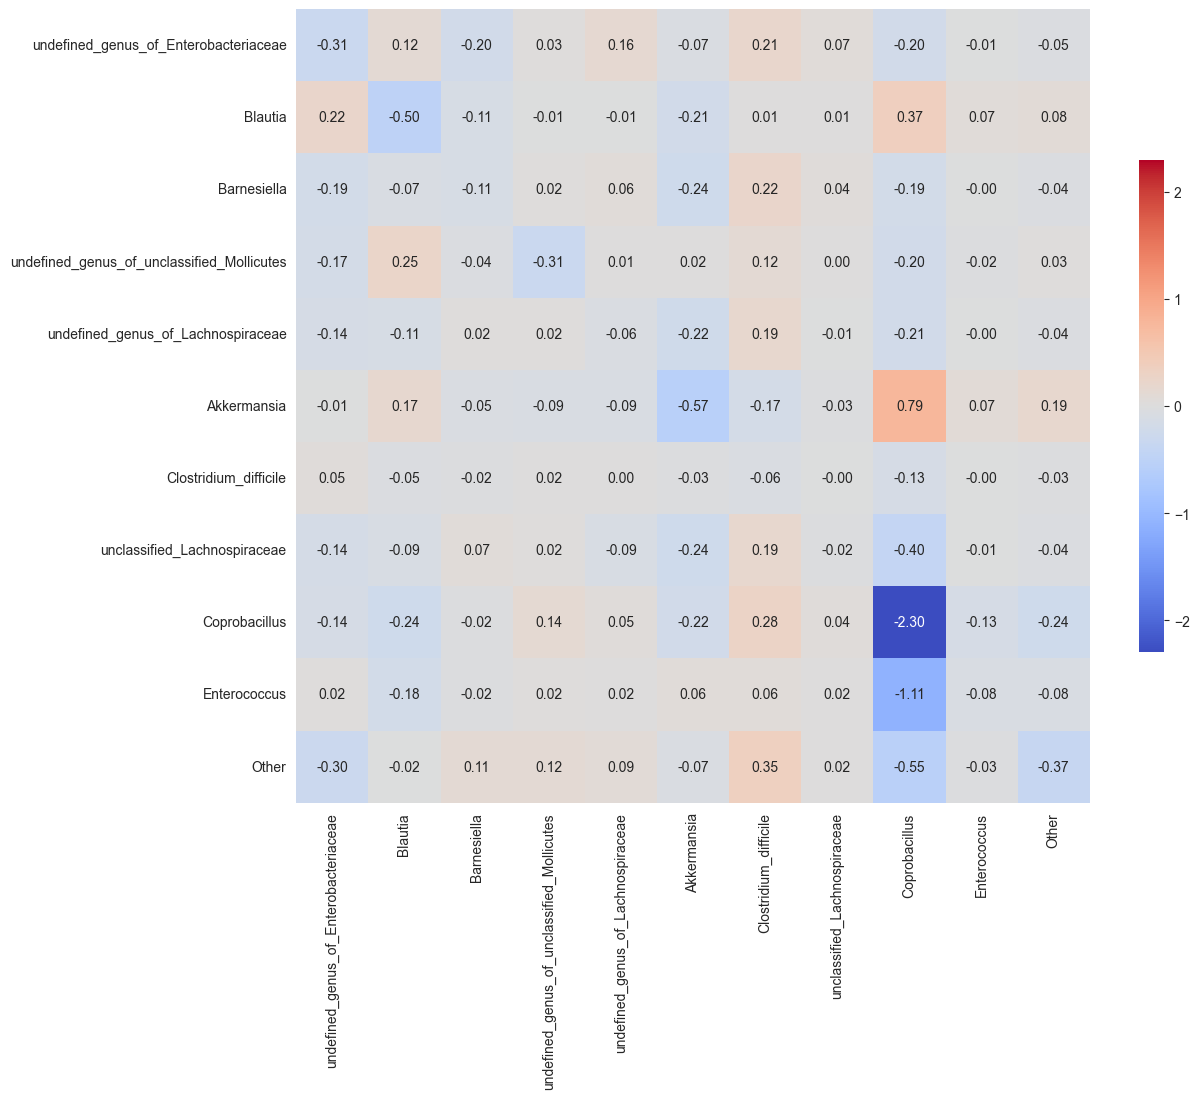 undefined_genus_of_Enterobacteriaceae -0.31 0.12 -0.20 0.03 0.16 -0.07 0.21 0.07 -0.20 -0.01 -0.05
Blautia 0.22 -0.50 -0.11 -0.01 -0.01 -0.21 0.01 0.01 0.37 0.07 0.08
Barnesiella -0.19 -0.07 -0.11 0.02 0.06 -0.24 0.22 0.04 -0.19 -0.00 -0.04
undefined_genus_of_unclassified_Mollicutes -0.17 0.25 -0.04 -0.31 0.01 0.02 0.12 0.00 -0.20 -0.02 0.03
undefined_genus_of_Lachnospiraceae -0.14 -0.11 0.02 0.02 -0.06 -0.22 0.19 -0.01 -0.21 -0.00 -0.04
Akkermansia -0.01 0.17 -0.05 -0.09 -0.09 -0.57 -0.17 -0.03 0.79 0.07 0.19
Clostridium_difficile 0.05 -0.05 -0.02 0.02 0.00 -0.03 -0.06 -0.00 -0.13 -0.00 -0.03
unclassified_Lachnospiraceae -0.14 -0.09 0.07 0.02 -0.09 -0.24 0.19 -0.02 -0.40 -0.01 -0.04
Coprobacillus -0.14 -0.24 -0.02 0.14 0.05 -0.22 0.28 0.04 -2.30 -0.13 -0.24
Enterococcus 0.02 -0.18 -0.02 0.02 0.02 0.06 0.06 0.02 -1.11 -0.08 -0.08
Other -0.30 -0.02 0.11 0.12 0.09 -0.07 0.35 0.02 -0.55 -0.03 -0.37
undefined_genus_of_Enterobacteriaceae
Blautia
Barnesiella
undefined_genus_of_unclassified_Mollicutes
undefined_genus_of_Lachnospiraceae
Akkermansia
Clostridium_difficile
unclassified_Lachnospiraceae
Coprobacillus
Enterococcus
Other
2
1
0
−1
−2